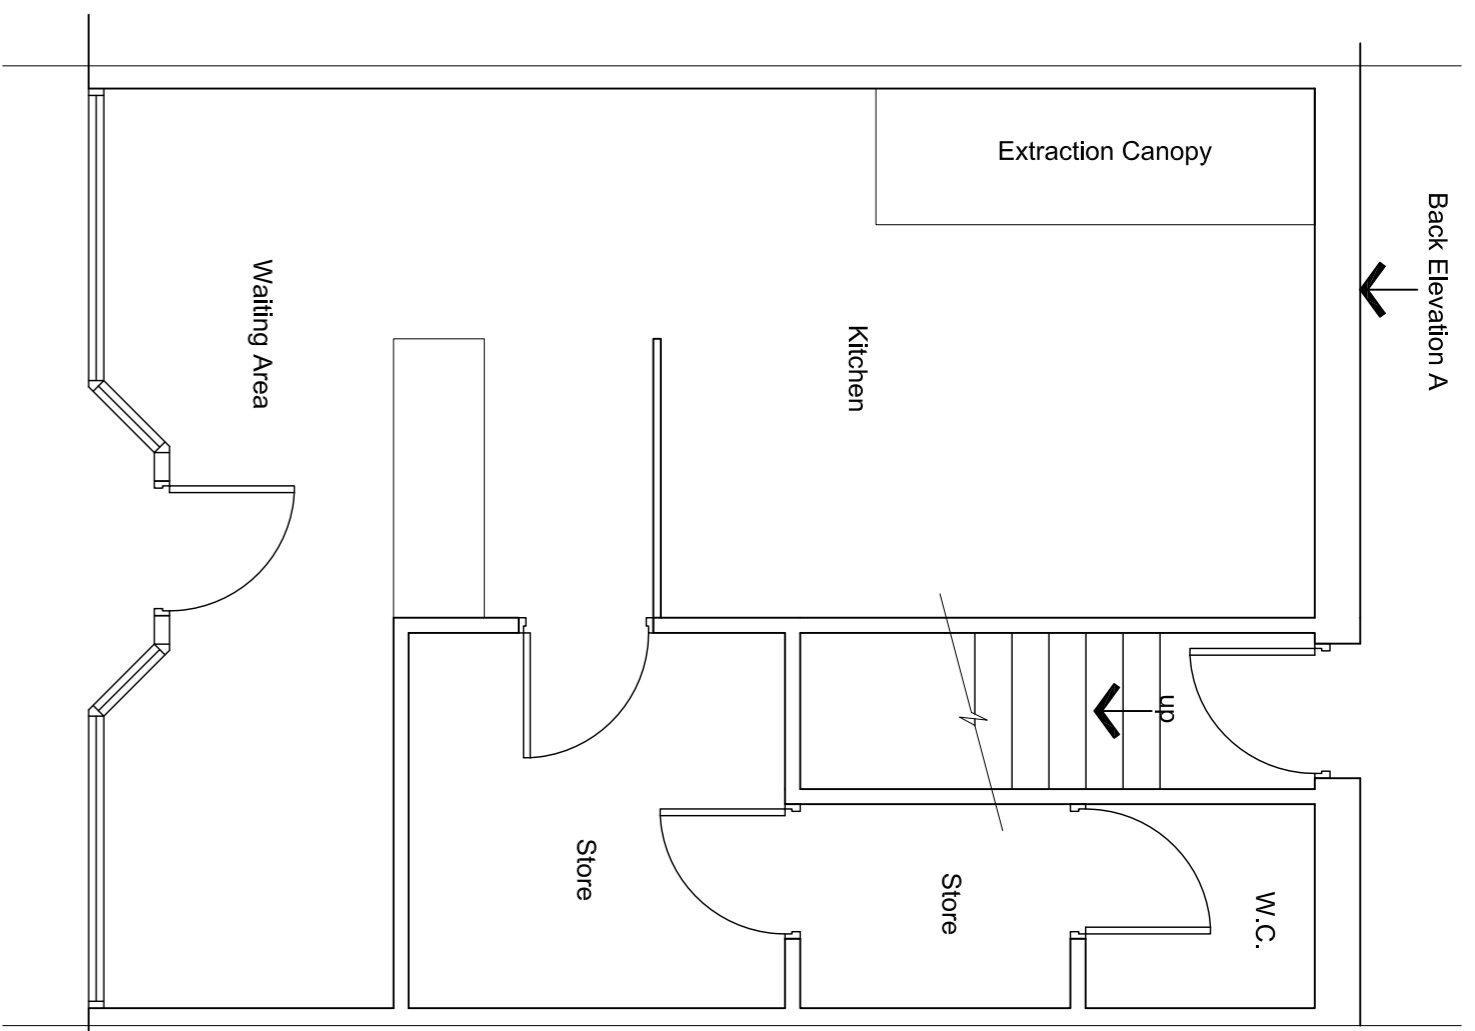 Extraction Canopy
Back Elevation A
Waiting Area
Kitchen
up
Store
Store
W.C.